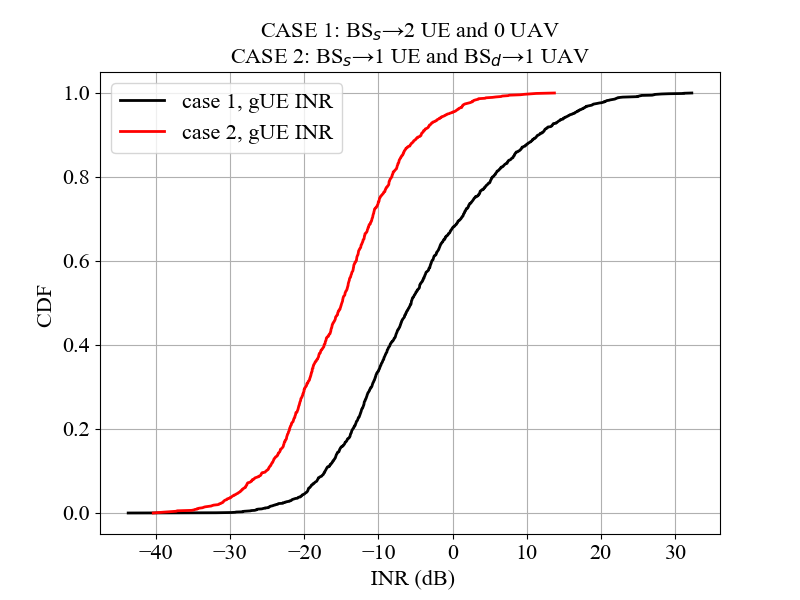 CASE 1: BSₛ→2 UE and 0 UAV
CASE 2: BSₛ→1 UE and BS_d→1 UAV
case 1, gUE INR
case 2, gUE INR
1.0
0.8
0.6
0.4
0.2
0.0
CDF
−40 −30 −20 −10 0 10 20 30
INR (dB)